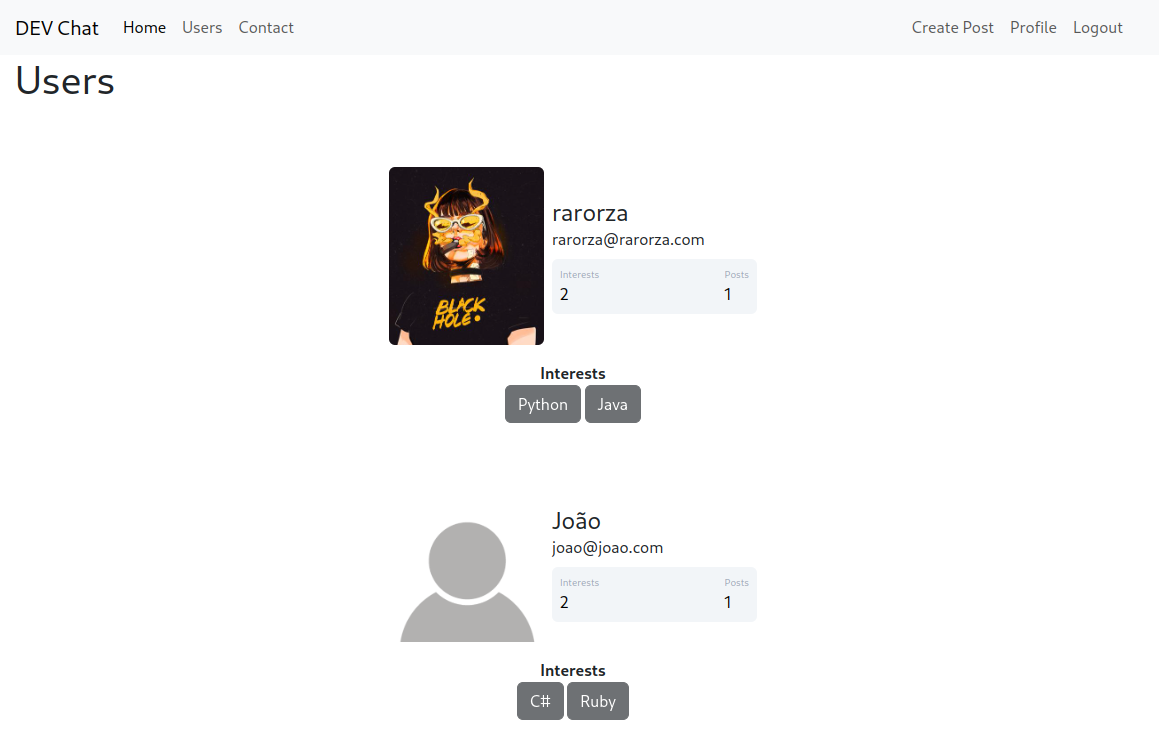 DEV Chat Home Users Contact Create Post Profile Logout
Users
rarorza
rarorza@rarorza.com
Interests Posts
2 1
BLACK
HOLE
Interests
Python Java
João
joao@joao.com
Interests Posts
2 1
Interests
C# Ruby